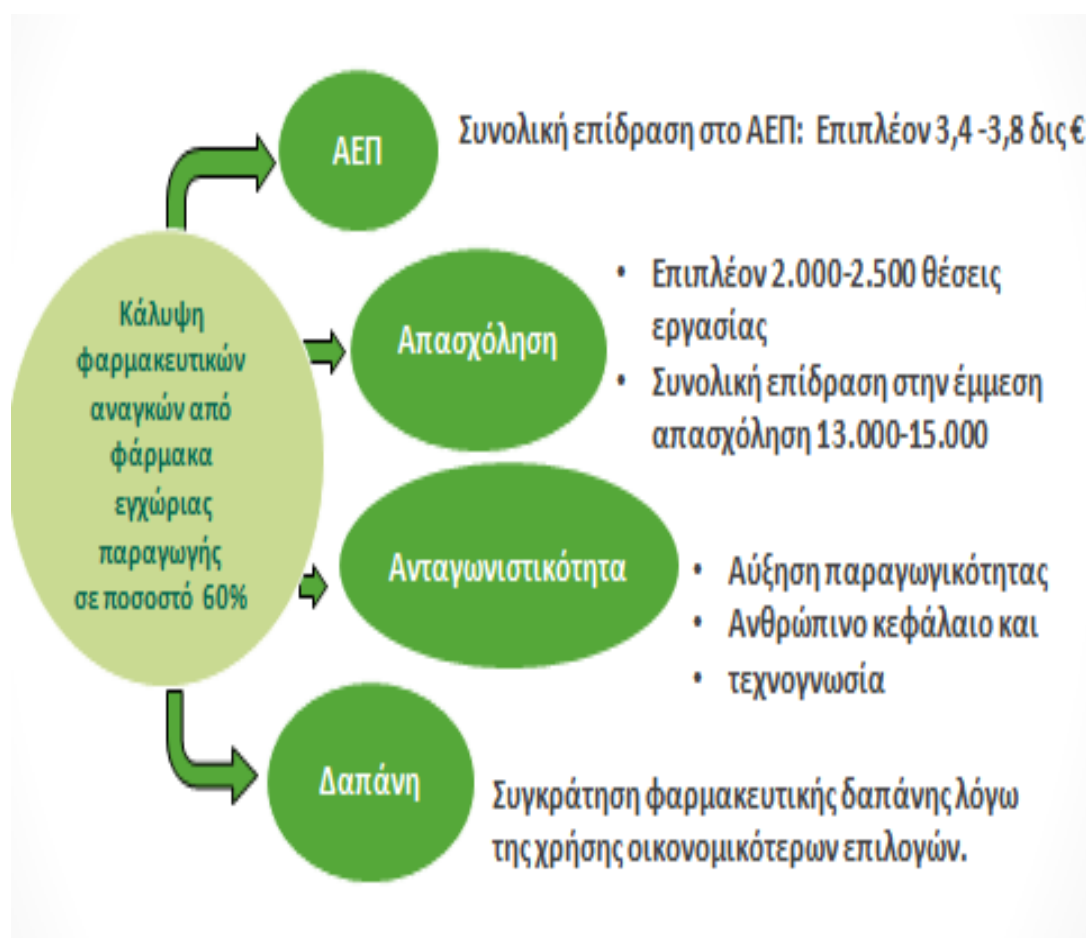 ΑΕΠ
Συνολική επίδραση στο ΑΕΠ: Επιπλέον 3,4 -3,8 δις €
Κάλυψη
φαρμακευτικών
αναγκών από
φάρμακα
εγχώριας
παραγωγής
σε ποσοστό 60%
Απασχόληση
• Επιπλέον 2.000-2.500 θέσεις
εργασίας
• Συνολική επίδραση στην έμμεση
απασχόληση 13.000-15.000
Ανταγωνιστικότητα
• Αύξηση παραγωγικότητας
• Ανθρώπινο κεφάλαιο και
• τεχνογνωσία
Δαπάνη
Συγκράτηση φαρμακευτικής δαπάνης λόγω
της χρήσης οικονομικότερων επιλογών.